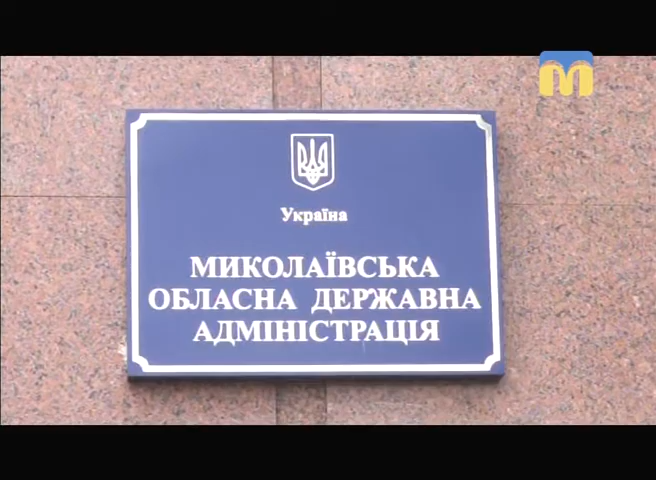 Україна
МИКОЛАЇВСЬКА
ОБЛАСНА ДЕРЖАВНА
АДМІНІСТРАЦІЯ